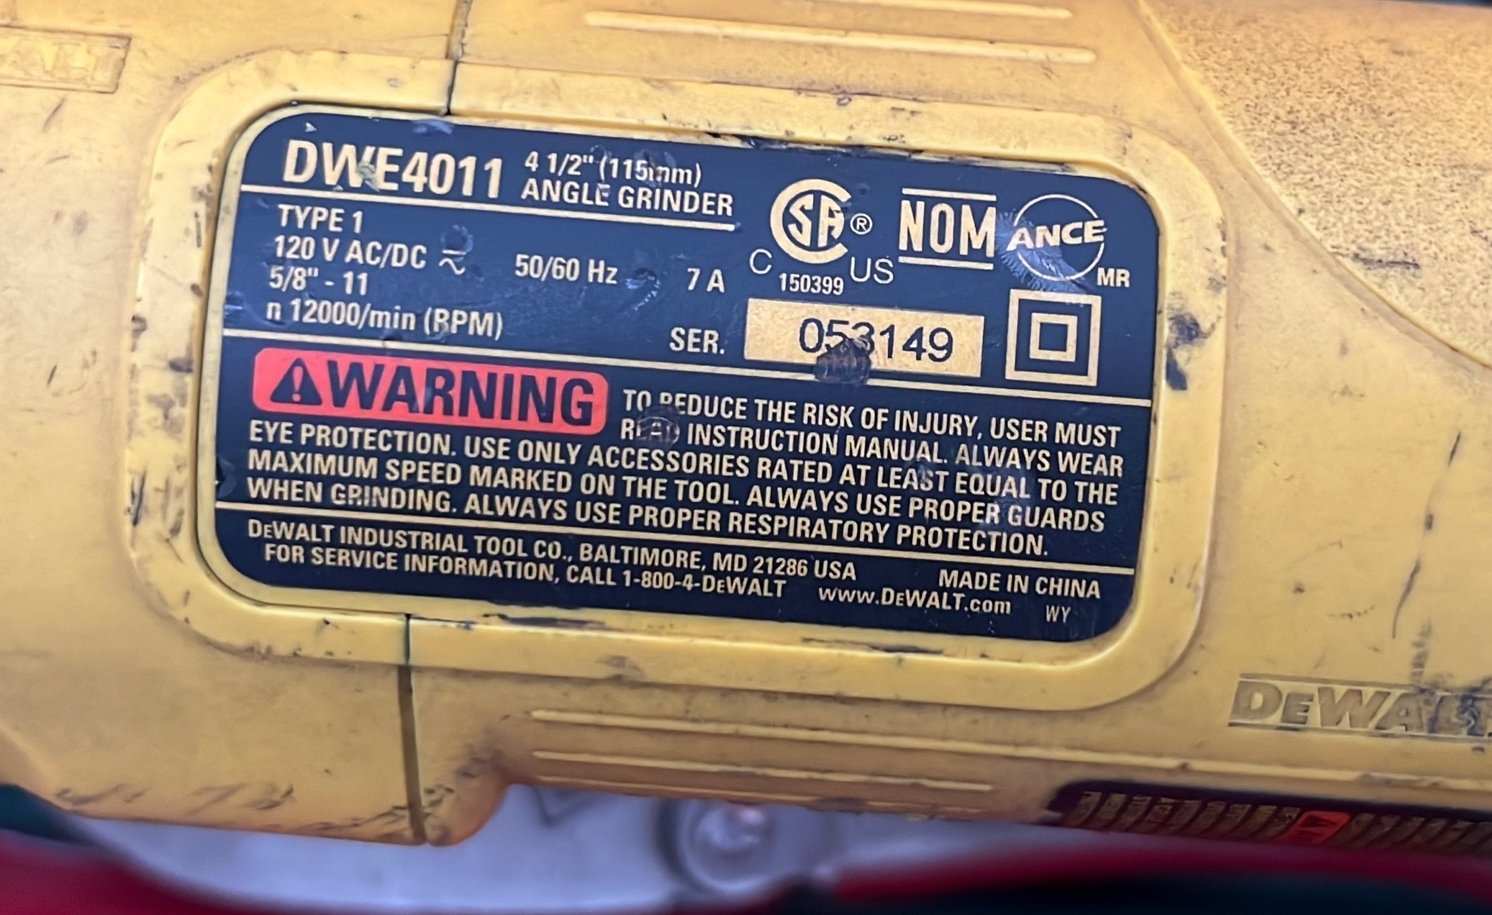 DWE4011 4 1/2" (115mm)
ANGLE GRINDER
TYPE 1
120 V AC/DC 50/60 Hz 7 A
5/8" - 11
n 12000/min (RPM)
SA ®
C 150399 US
NOM
ANCE
MR
SER. 053149
WARNING TO REDUCE THE RISK OF INJURY, USER MUST
READ INSTRUCTION MANUAL. ALWAYS WEAR
EYE PROTECTION. USE ONLY ACCESSORIES RATED AT LEAST EQUAL TO THE
MAXIMUM SPEED MARKED ON THE TOOL. ALWAYS USE PROPER GUARDS
WHEN GRINDING. ALWAYS USE PROPER RESPIRATORY PROTECTION.
DEWALT INDUSTRIAL TOOL CO., BALTIMORE, MD 21286 USA MADE IN CHINA
FOR SERVICE INFORMATION, CALL 1-800-4-DEWALT www.DEWALT.com WY
DEWALT